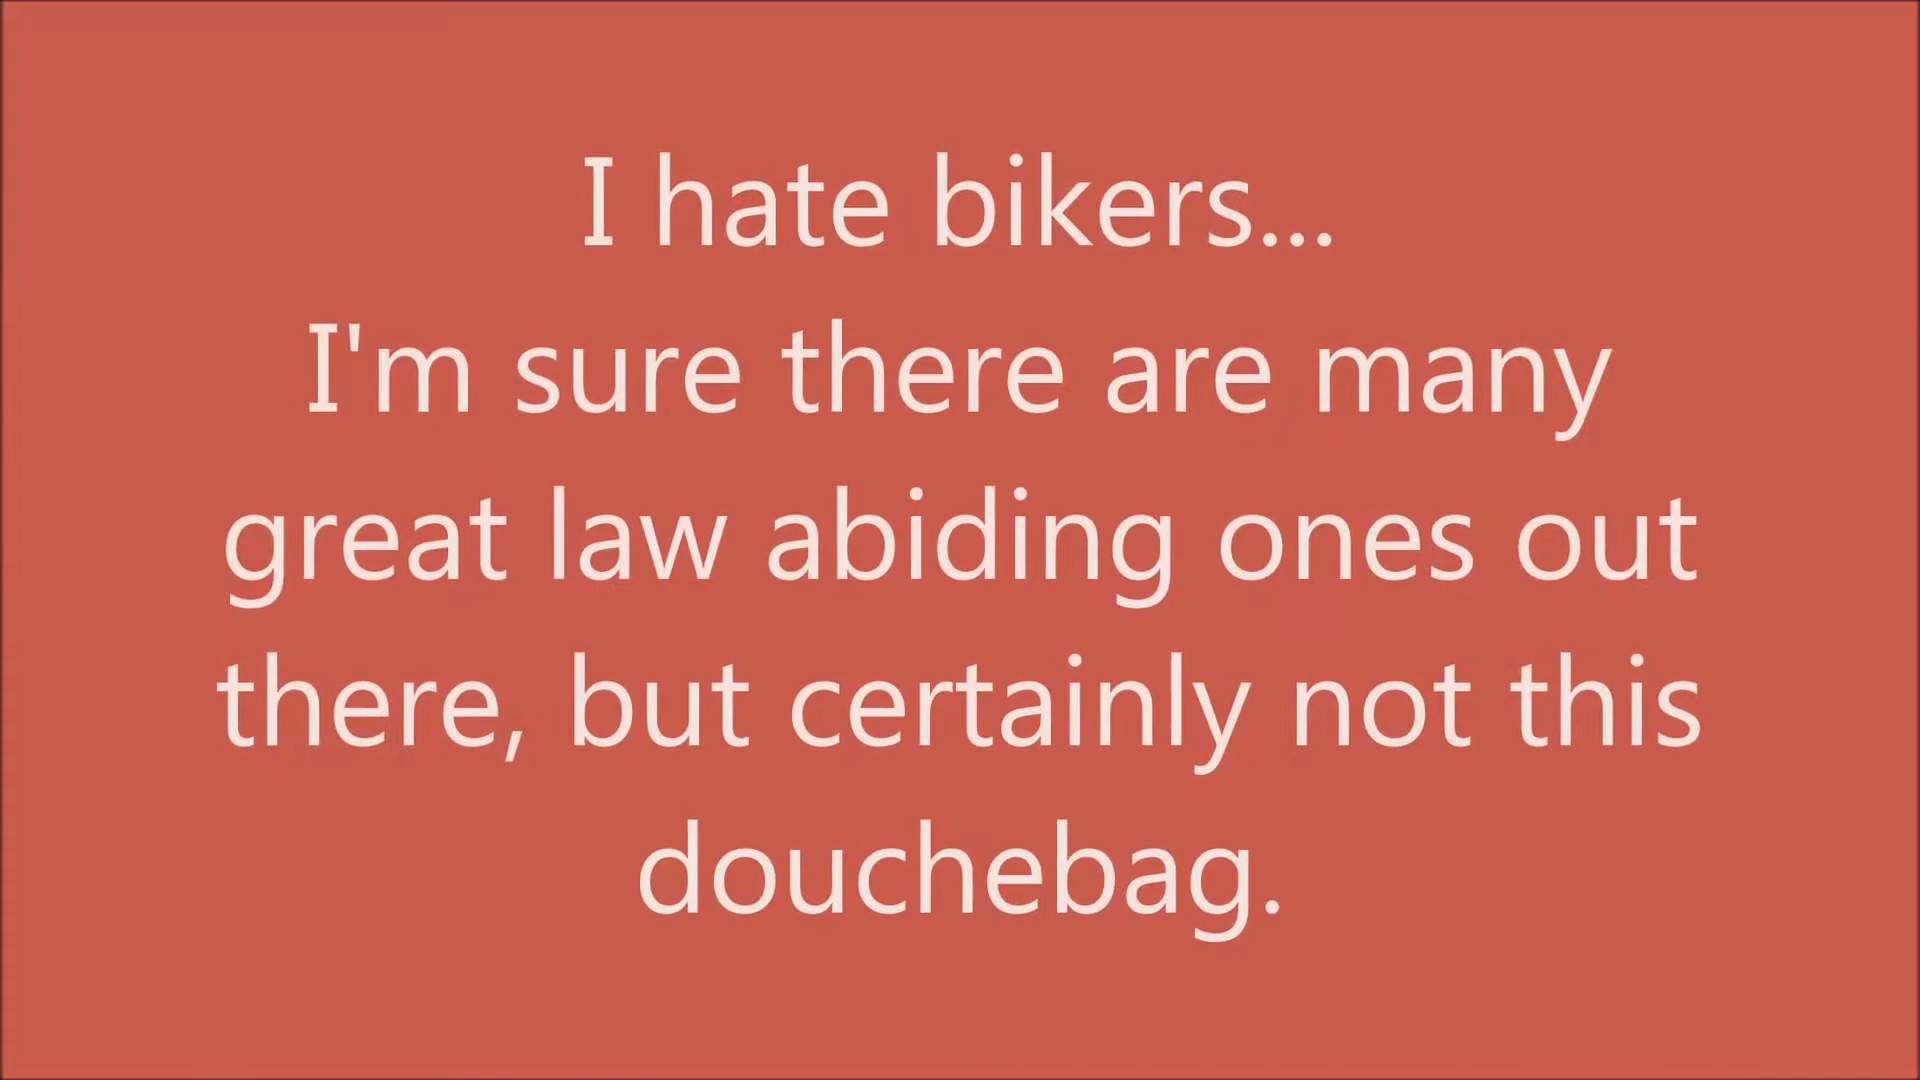 I hate bikers...
I'm sure there are many
great law abiding ones out
there, but certainly not this
douchebag.